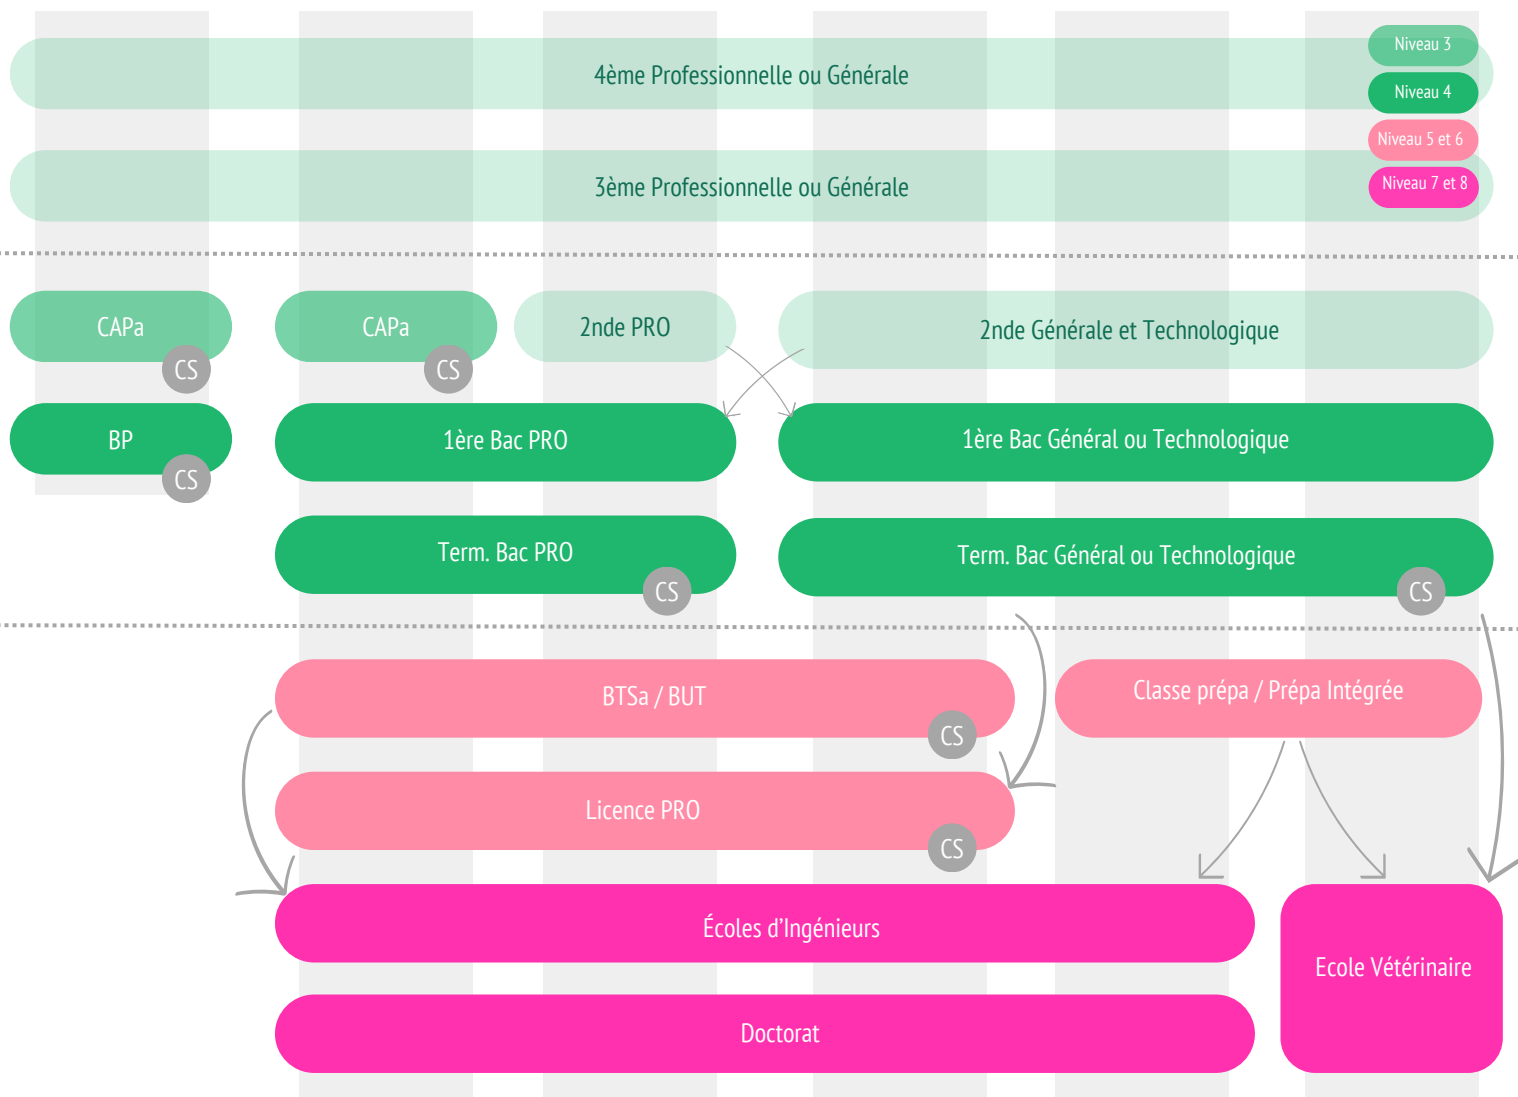 Niveau 3
4ème Professionnelle ou Générale
Niveau 4
Niveau 5 et 6
3ème Professionnelle ou Générale
Niveau 7 et 8
CAPa
CS
CAPa
CS
2nde PRO
2nde Générale et Technologique
BP
CS
1ère Bac PRO
1ère Bac Général ou Technologique
Term. Bac PRO
CS
Term. Bac Général ou Technologique
CS
BTSa / BUT
CS
Classe prépa / Prépa Intégrée
Licence PRO
CS
Écoles d’Ingénieurs
Ecole Vétérinaire
Doctorat